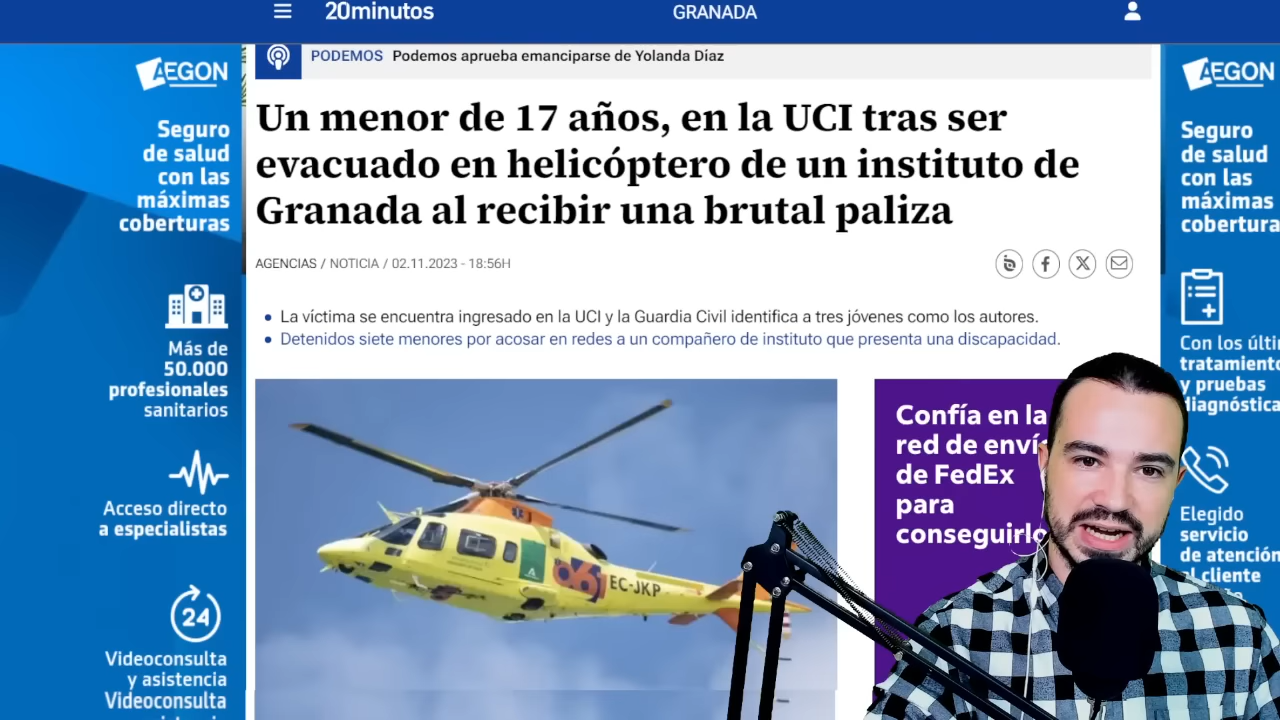 20minutos
GRANADA
PODEMOS Podemos aprueba emanciparse de Yolanda Díaz
Un menor de 17 años, en la UCI tras ser
evacuado en helicóptero de un instituto de
Granada al recibir una brutal paliza
AGENCIAS / NOTICIA / 02.11.2023 - 18:56H
La víctima se encuentra ingresado en la UCI y la Guardia Civil identifica a tres jóvenes como los autores.
Detenidos siete menores por acosar en redes a un compañero de instituto que presenta una discapacidad.
AEGON
Seguro
de salud
con las
máximas
coberturas
Más de
50.000
profesionales
sanitarios
Acceso directo
a especialistas
24
Videoconsulta
y asistencia
Videoconsulta
061
EC-JKP
Confía en la
red de enví
de FedEx
para
conseguirlo
AEGON
Seguro
de salud
con las
máximas
cobertura
Con los últi
tratamiento
y pruebas
diagnóstica
Elegido
servicio
de atención
al cliente